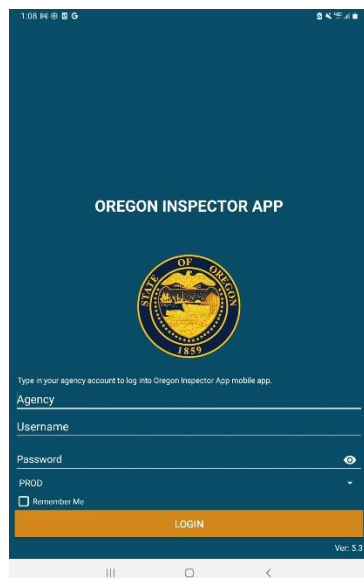 1:08
OREGON INSPECTOR APP
STATE OF OREGON
1859
Type in your agency account to log into Oregon Inspector App mobile app.
Agency
Username
Password
PROD
Remember Me
LOGIN
Ver: 5.3